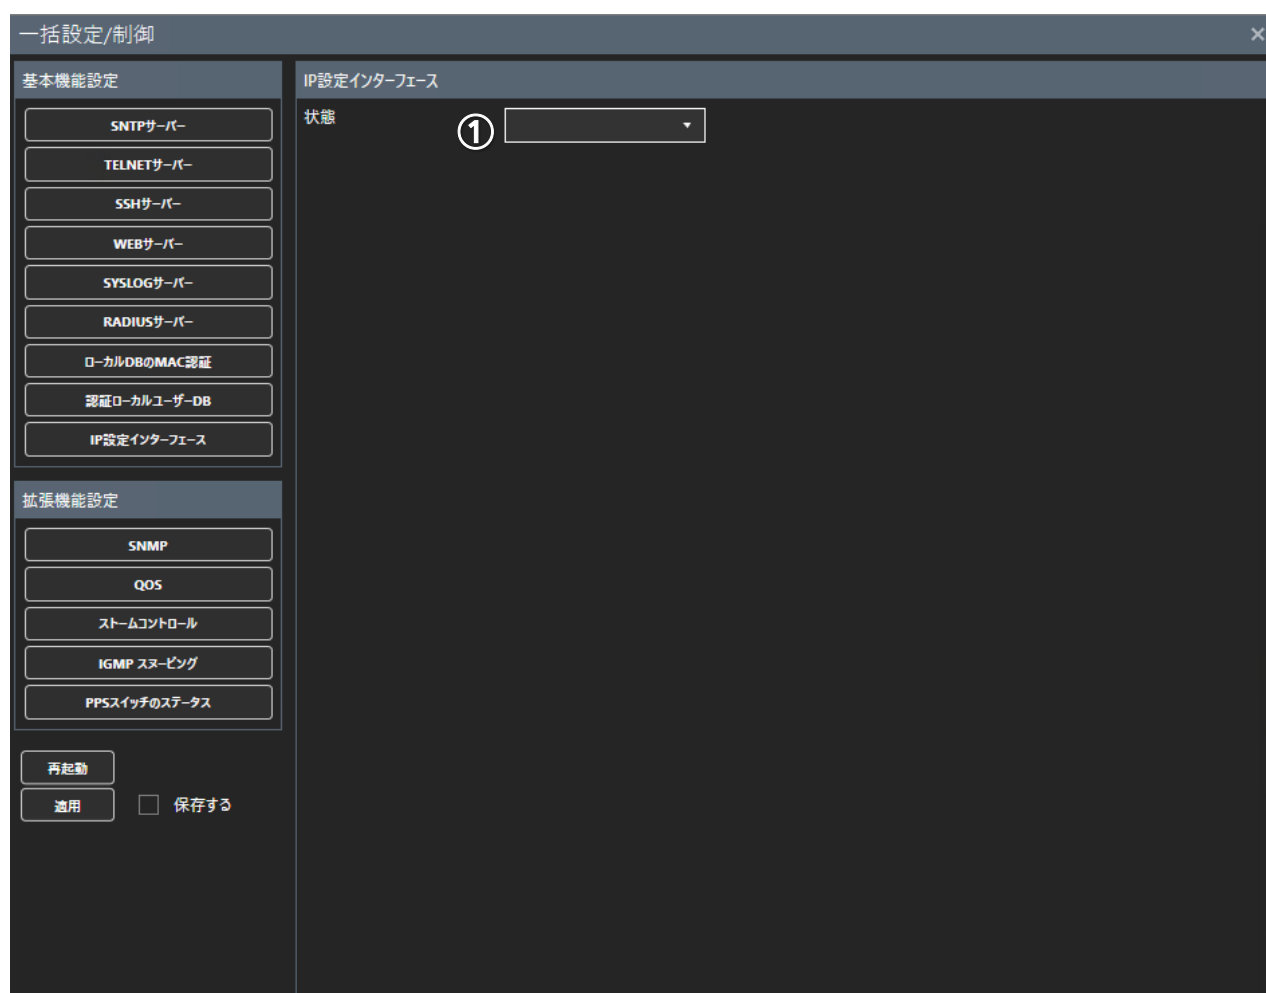 一括設定/制御
×
基本機能設定
SNTPサーバー
TELNETサーバー
SSHサーバー
WEBサーバー
SYSLOGサーバー
RADIUSサーバー
ローカルDBのMAC認証
認証ローカルユーザーDB
IP設定インターフェース
拡張機能設定
SNMP
QOS
ストームコントロール
IGMP スヌーピング
PPSスイッチのステータス
再起動
適用
保存する
IP設定インターフェース
状態
①